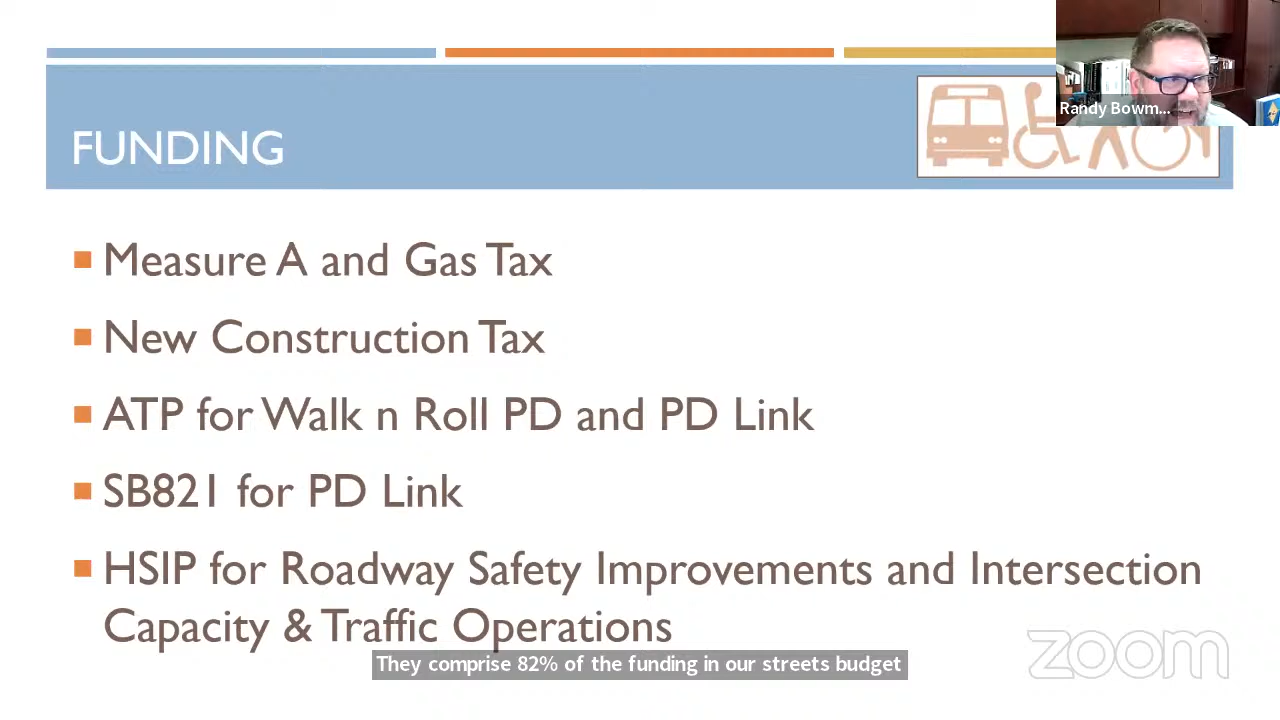 Randy Bowm...
FUNDING
Measure A and Gas Tax
New Construction Tax
ATP for Walk n Roll PD and PD Link
SB821 for PD Link
HSIP for Roadway Safety Improvements and Intersection
Capacity & Traffic Operations
They comprise 82% of the funding in our streets budget
zoom